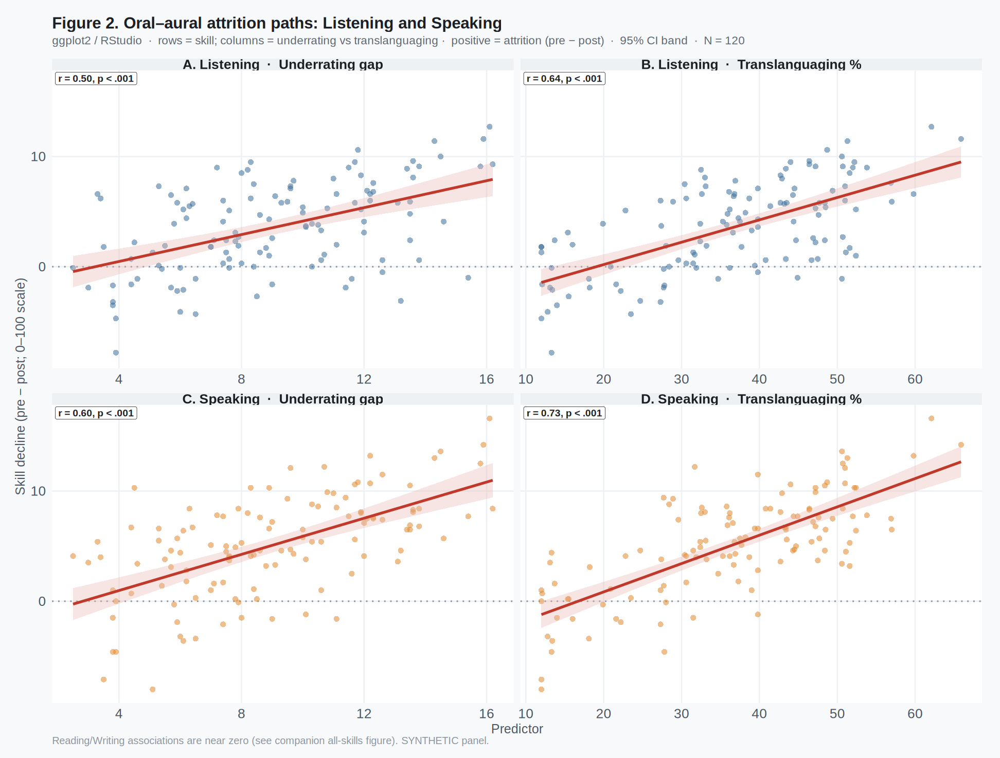 Figure 2. Oral–aural attrition paths: Listening and Speaking
ggplot2 / RStudio · rows = skill; columns = underrating vs translanguaging · positive = attrition (pre − post) · 95% CI band · N = 120
A. Listening · Underrating gap
B. Listening · Translanguaging %
r = 0.50, p < .001
r = 0.64, p < .001
10
0
4 8 12 16
10 20 30 40 50 60
Skill decline (pre − post; 0–100 scale)
C. Speaking · Underrating gap
D. Speaking · Translanguaging %
r = 0.60, p < .001
r = 0.73, p < .001
10
0
4 8 12 16
10 20 30 40 50 60
Predictor
Reading/Writing associations are near zero (see companion all-skills figure). SYNTHETIC panel.